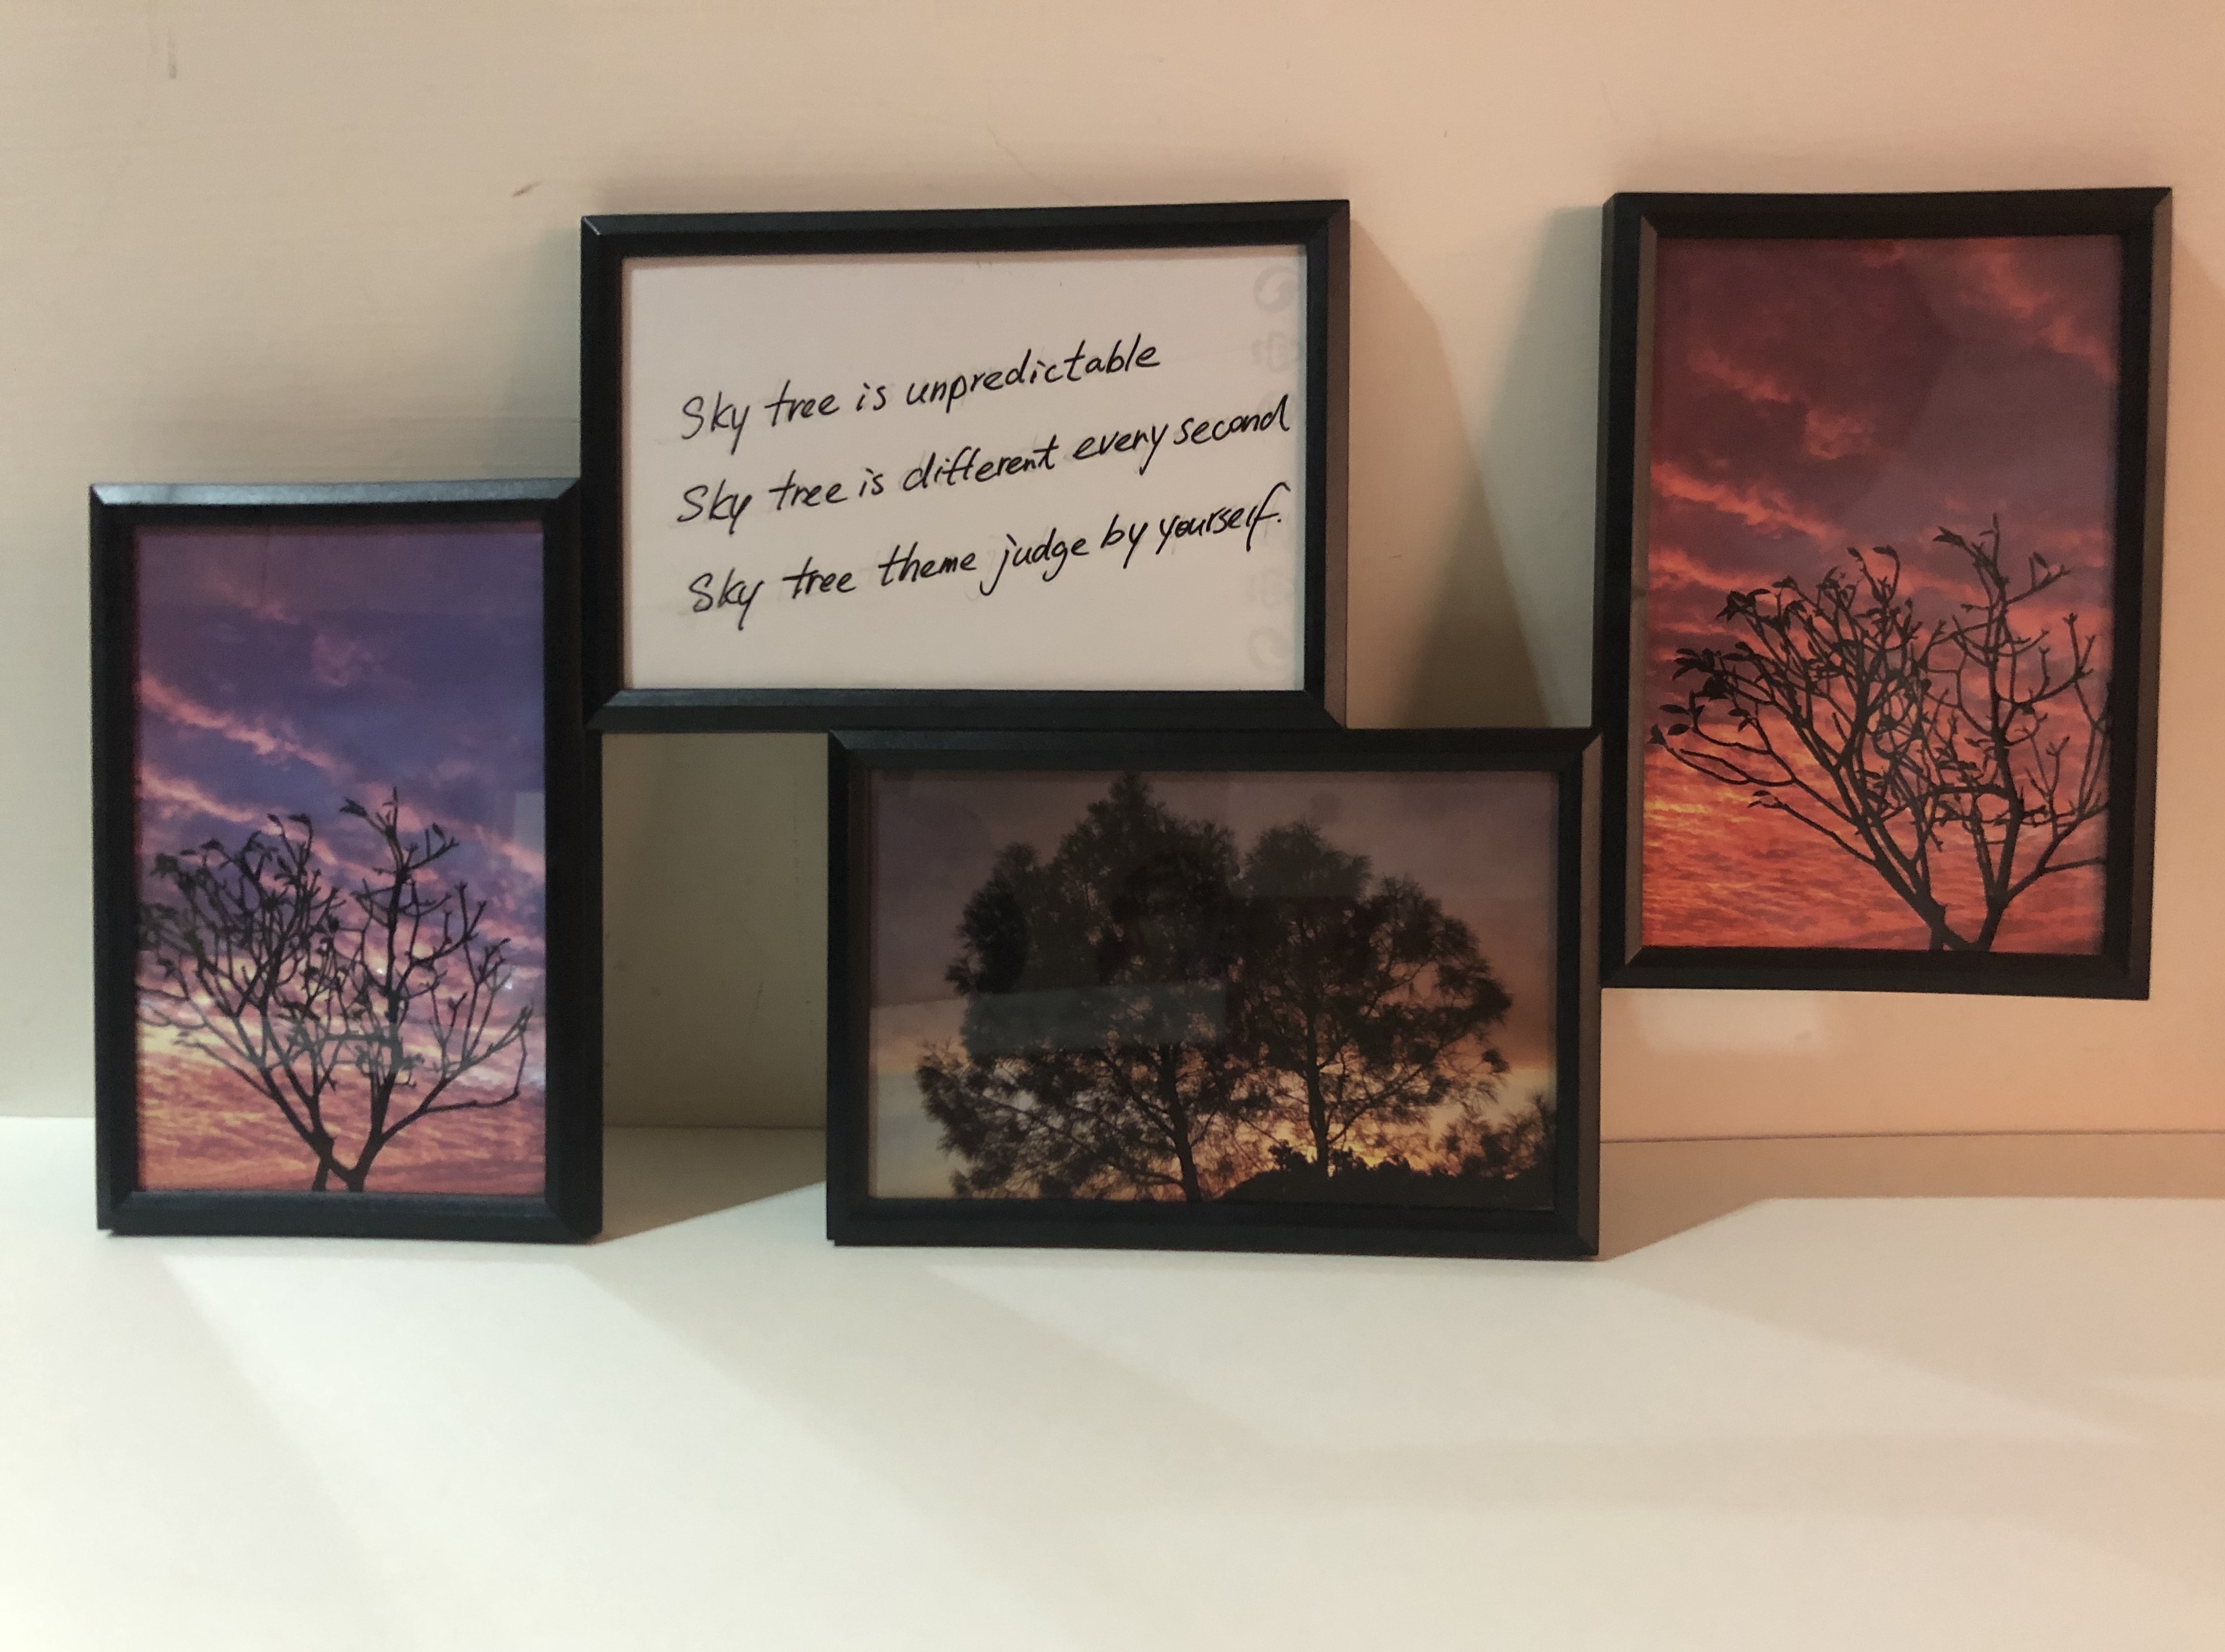 Sky tree is unpredictable
Sky tree is different every second
Sky tree theme judge by yourself.